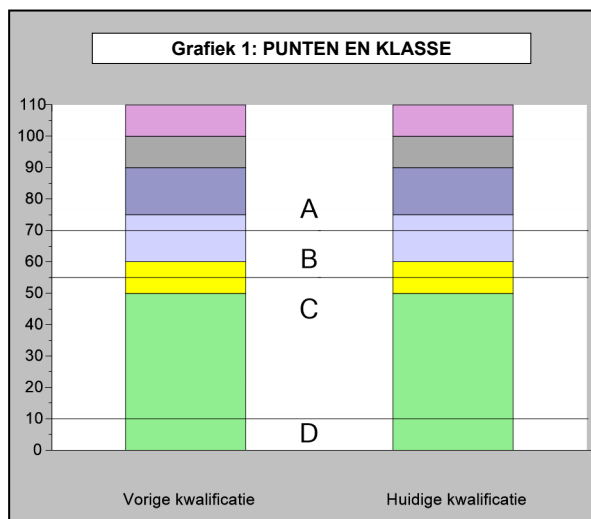 Grafiek 1: PUNTEN EN KLASSE
110
100
90
80
70
60
50
40
30
20
10
0
A
B
C
D
Vorige kwalificatie
Huidige kwalificatie